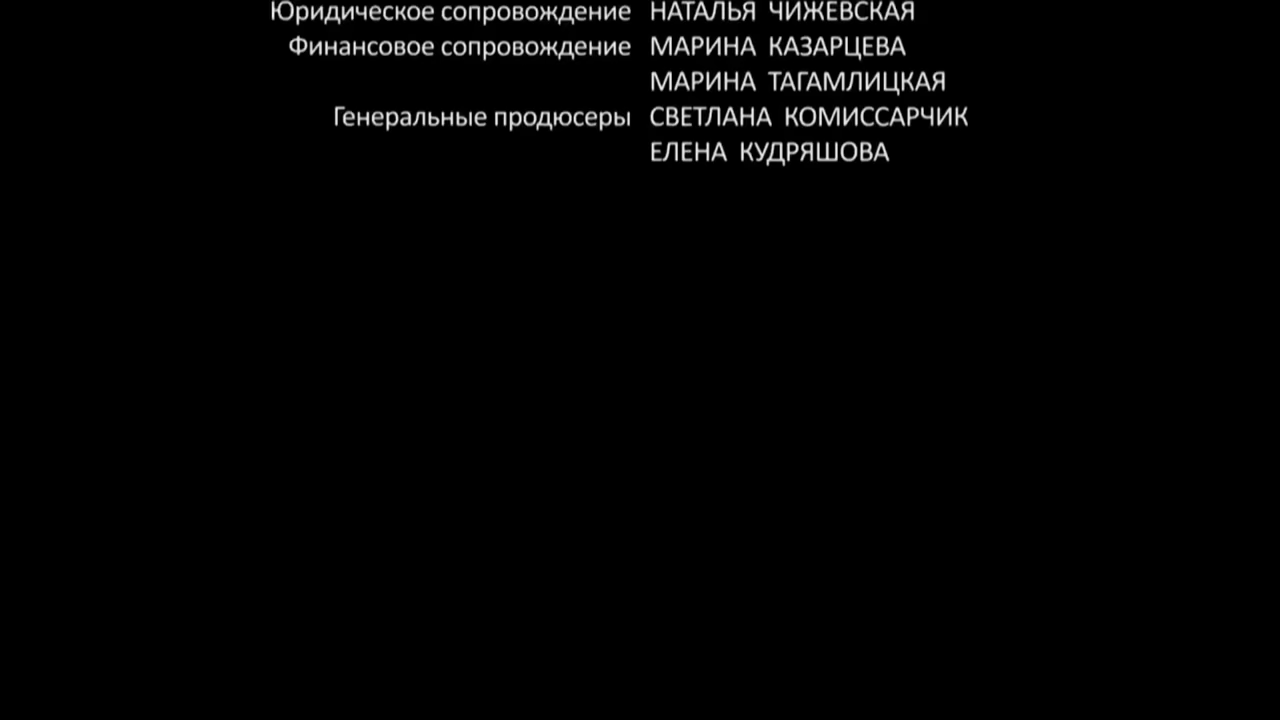 Юридическое сопровождение НАТАЛЬЯ ЧИЖЕВСКАЯ
Финансовое сопровождение МАРИНА КАЗАРЦЕВА
МАРИНА ТАГАМЛИЦКАЯ
Генеральные продюсеры СВЕТЛАНА КОМИССАРЧИК
ЕЛЕНА КУДРЯШОВА